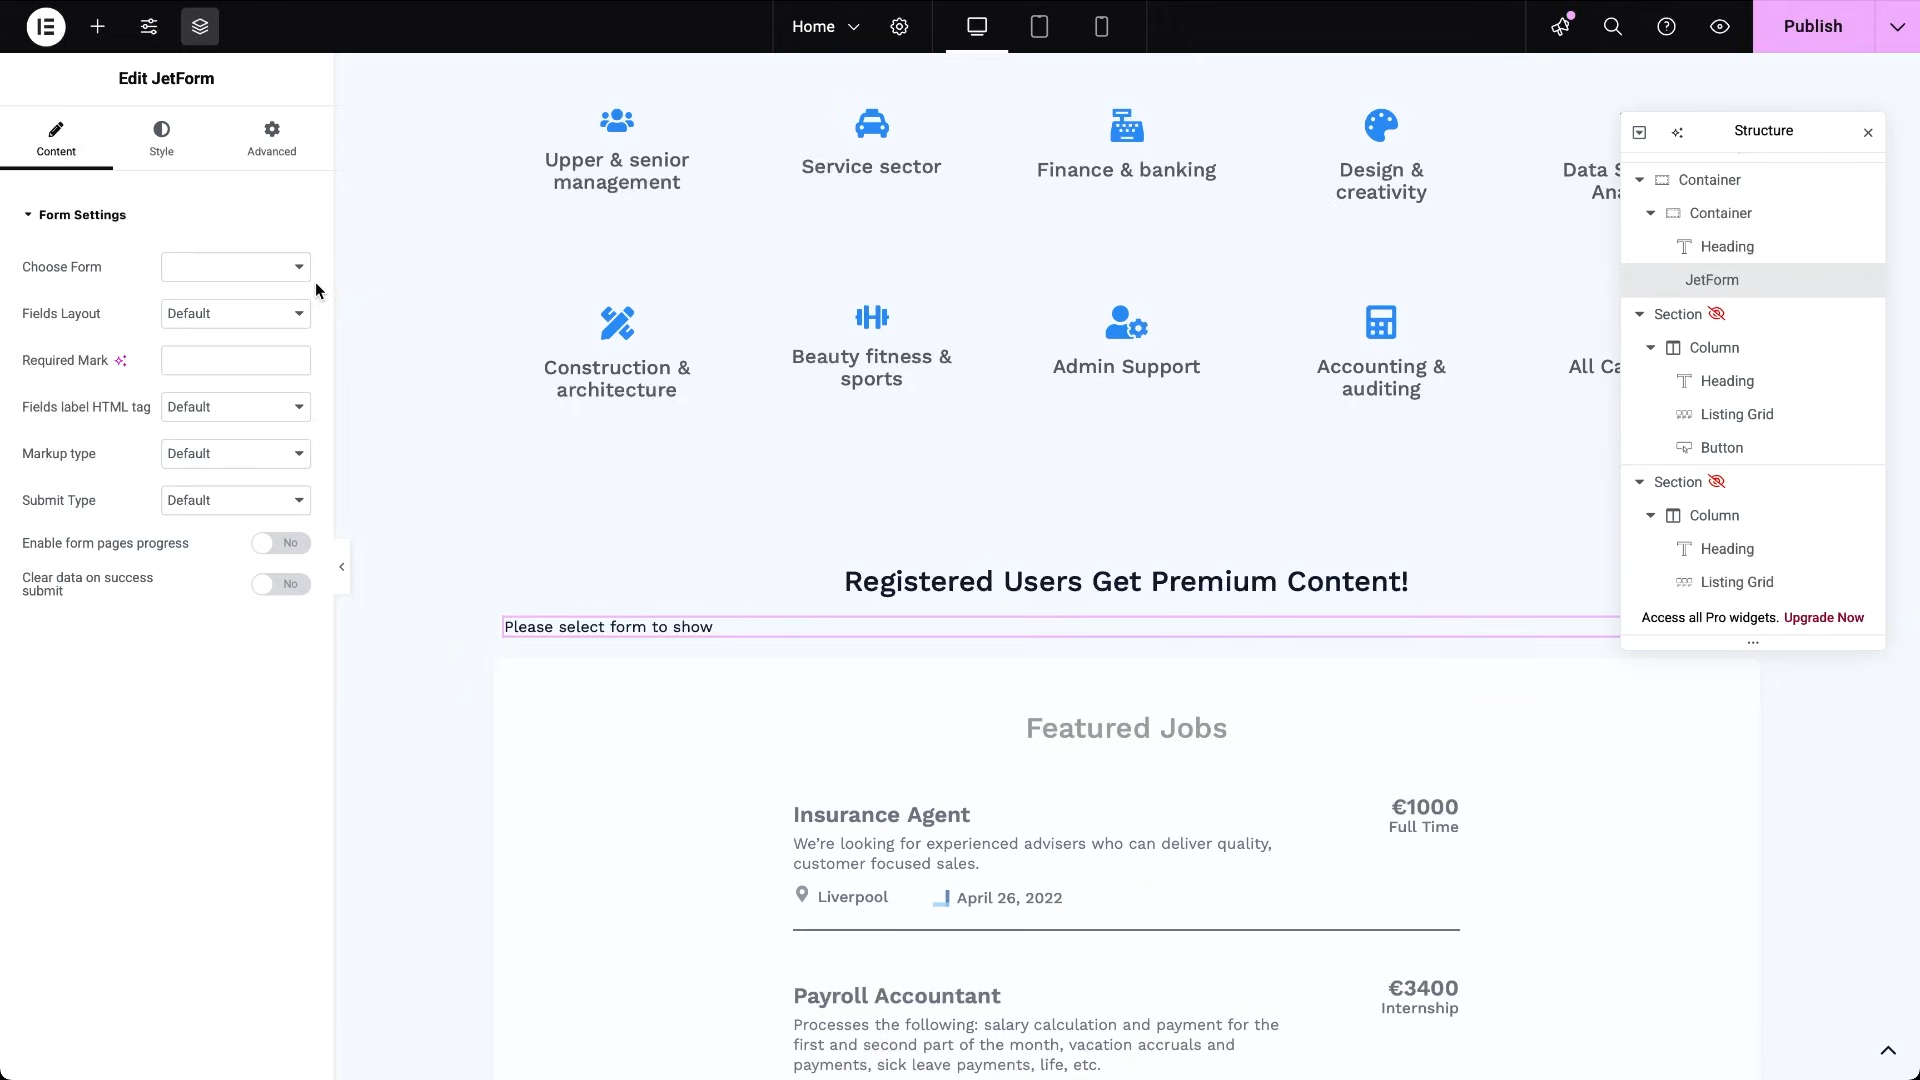 Home
Publish
Edit JetForm
Content
Style
Advanced
Form Settings
Choose Form
Fields Layout
Default
Required Mark
Fields label HTML tag
Default
Markup type
Default
Submit Type
Default
Enable form pages progress
No
Clear data on success
submit
No
Upper & senior
management
Service sector
Finance & banking
Design &
creativity
Data
Construction &
architecture
Beauty fitness &
sports
Admin Support
Accounting &
auditing
All
Registered Users Get Premium Content!
Please select form to show
Featured Jobs
Insurance Agent
€1000
Full Time
We're looking for experienced advisers who can deliver quality,
customer focused sales.
Liverpool
April 26, 2022
Payroll Accountant
€3400
Internship
Processes the following: salary calculation and payment for the
first and second part of the month, vacation accruals and
payments, sick leave payments, life, etc.
Structure
Container
Container
Heading
JetForm
Section
Column
Heading
Listing Grid
Button
Section
Column
Heading
Listing Grid
Access all Pro widgets. Upgrade Now